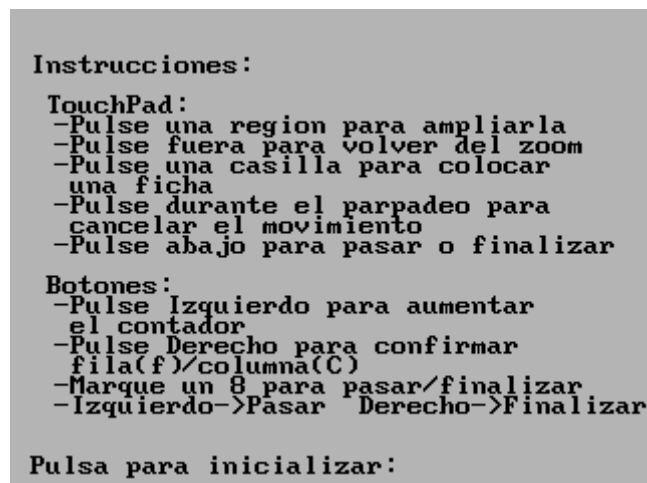 Instrucciones:
TouchPad:
-Pulse una region para ampliarla
-Pulse fuera para volver del zoom
-Pulse una casilla para colocar
una ficha
-Pulse durante el parpadeo para
cancelar el movimiento
-Pulse abajo para pasar o finalizar
Botones:
-Pulse Izquierdo para aumentar
el contador
-Pulse Derecho para confirmar
fila(f)/columna(C)
-Marque un 8 para pasar/finalizar
-Izquierdo->Pasar  Derecho->Finalizar
Pulsa para inicializar: